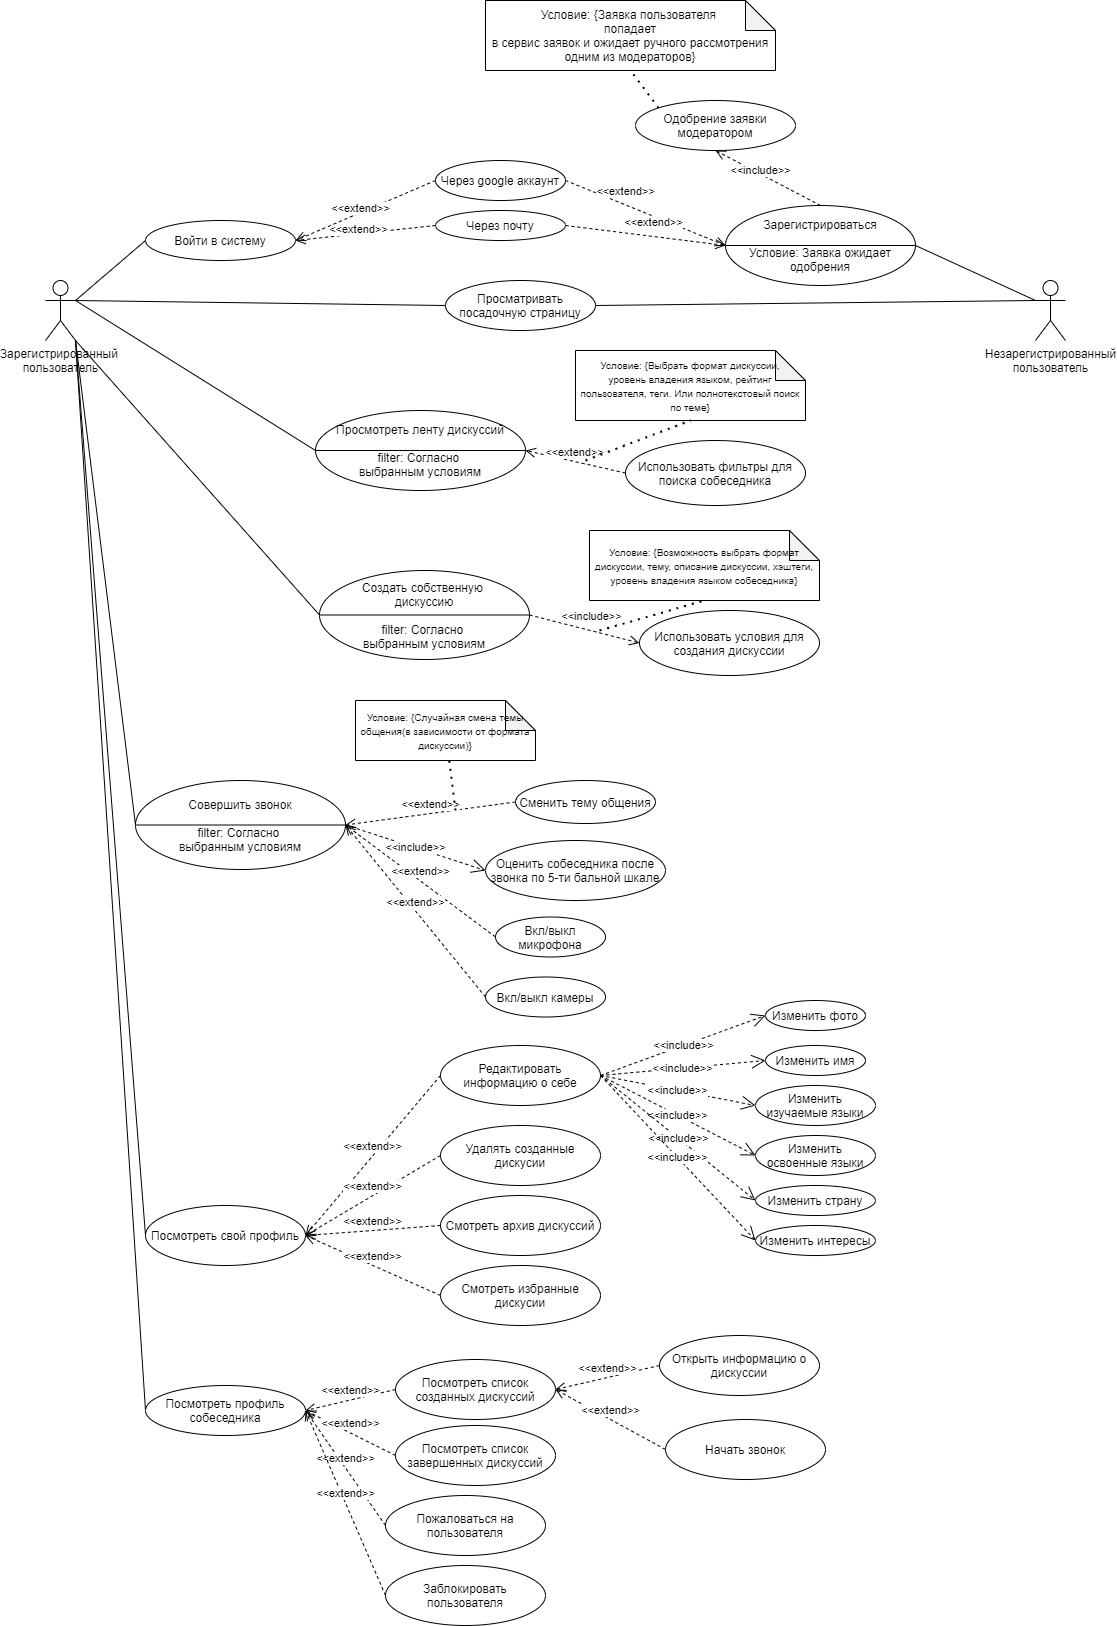 Условие: {Заявка пользователя
попадает
в сервис заявок и ожидает ручного рассмотрения
одним из модераторов}
Одобрение заявки
модератором
<<include>>
Через google аккаунт
<<extend>>
<<extend>>
Через почту
<<extend>>
<<extend>>
Войти в систему
Зарегистрироваться
Условие: Заявка ожидает
одобрения
Просматривать
посадочную страницу
Зарегистрированный
пользователь
Незарегистрированный
пользователь
Условие: {Выбрать формат дискуссии,
уровень владения языком, рейтинг
пользователя, теги. Или полнотекстовый поиск
по теме}
Просмотреть ленту дискуссий
filter: Согласно
выбранным условиям
<<extend>>
Использовать фильтры для
поиска собеседника
Условие: {Возможность выбрать формат
дискуссии, тему, описание дискуссии, хэштеги,
уровень владения языком собеседника}
Создать собственную
дискуссию
filter: Согласно
выбранным условиям
<<include>>
Использовать условия для
создания дискуссии
Условие: {Случайная смена темы
общения(в зависимости от формата
дискуссии)}
Совершить звонок
filter: Согласно
выбранным условиям
<<extend>>
Сменить тему общения
<<include>>
Оценить собеседника после
звонка по 5-ти бальной шкале
<<extend>>
<<extend>>
Вкл/выкл
микрофона
Вкл/выкл камеры
Изменить фото
<<include>>
Редактировать
информацию о себе
Изменить имя
<<include>>
<<include>>
Изменить
изучаемые языки
<<include>>
<<include>>
Изменить
освоенные языки
<<include>>
Изменить страну
Изменить интересы
<<extend>>
Удалять созданные
дискусии
<<extend>>
<<extend>>
Смотреть архив дискуссий
Посмотреть свой профиль
<<extend>>
Смотреть избранные
дискусии
Посмотреть профиль
собеседника
<<extend>>
Посмотреть список
созданных дискуссий
<<extend>>
Открыть информацию о
дискуссии
<<extend>>
Начать звонок
<<extend>>
Посмотреть список
завершенных дискуссий
<<extend>>
<<extend>>
Пожаловаться на
пользователя
Заблокировать
пользователя